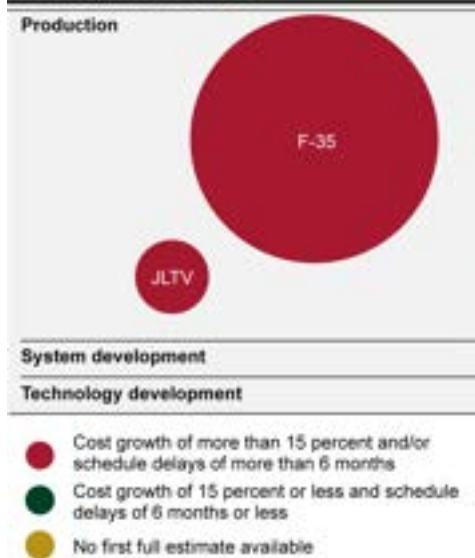 Production
F-35
JLTV
System development
Technology development
Cost growth of more than 15 percent and/or
schedule delays of more than 6 months
Cost growth of 15 percent or less and schedule
delays of 6 months or less
No first full estimate available